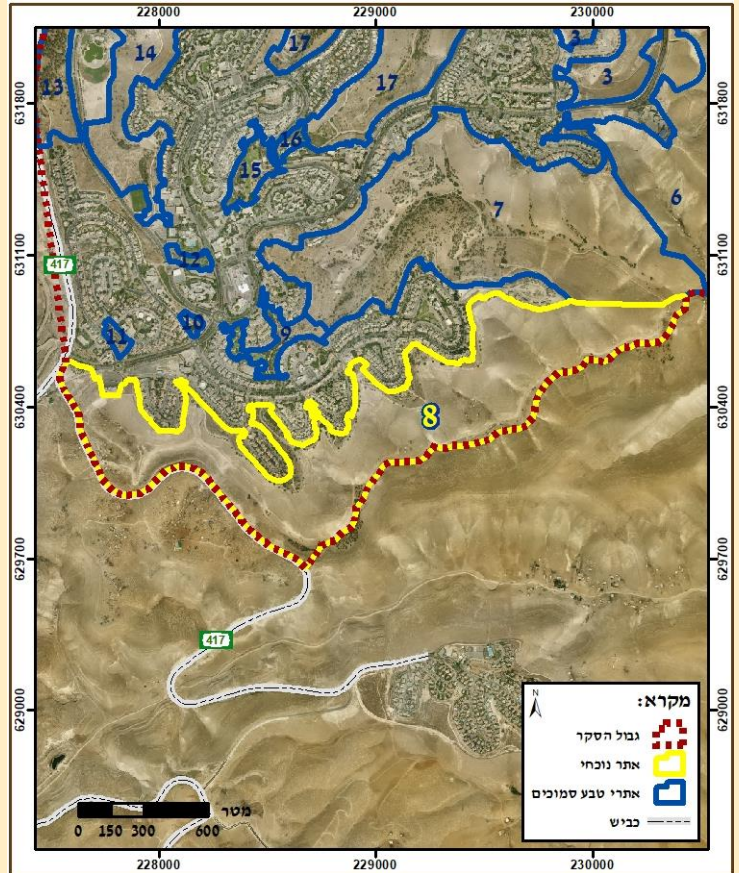 228000 229000 230000
13 14 17 17 3 3
631800 631800
15 16
7 6
12
631100 631100
417
11 10 9
630400 8 630400
629700 629700
417
629000 629000
N
מקרא:
גבול הסקר
אתר נוכחי
אתרי טבע סמוכים
כביש
מטר
0 150 300 600
228000 229000 230000